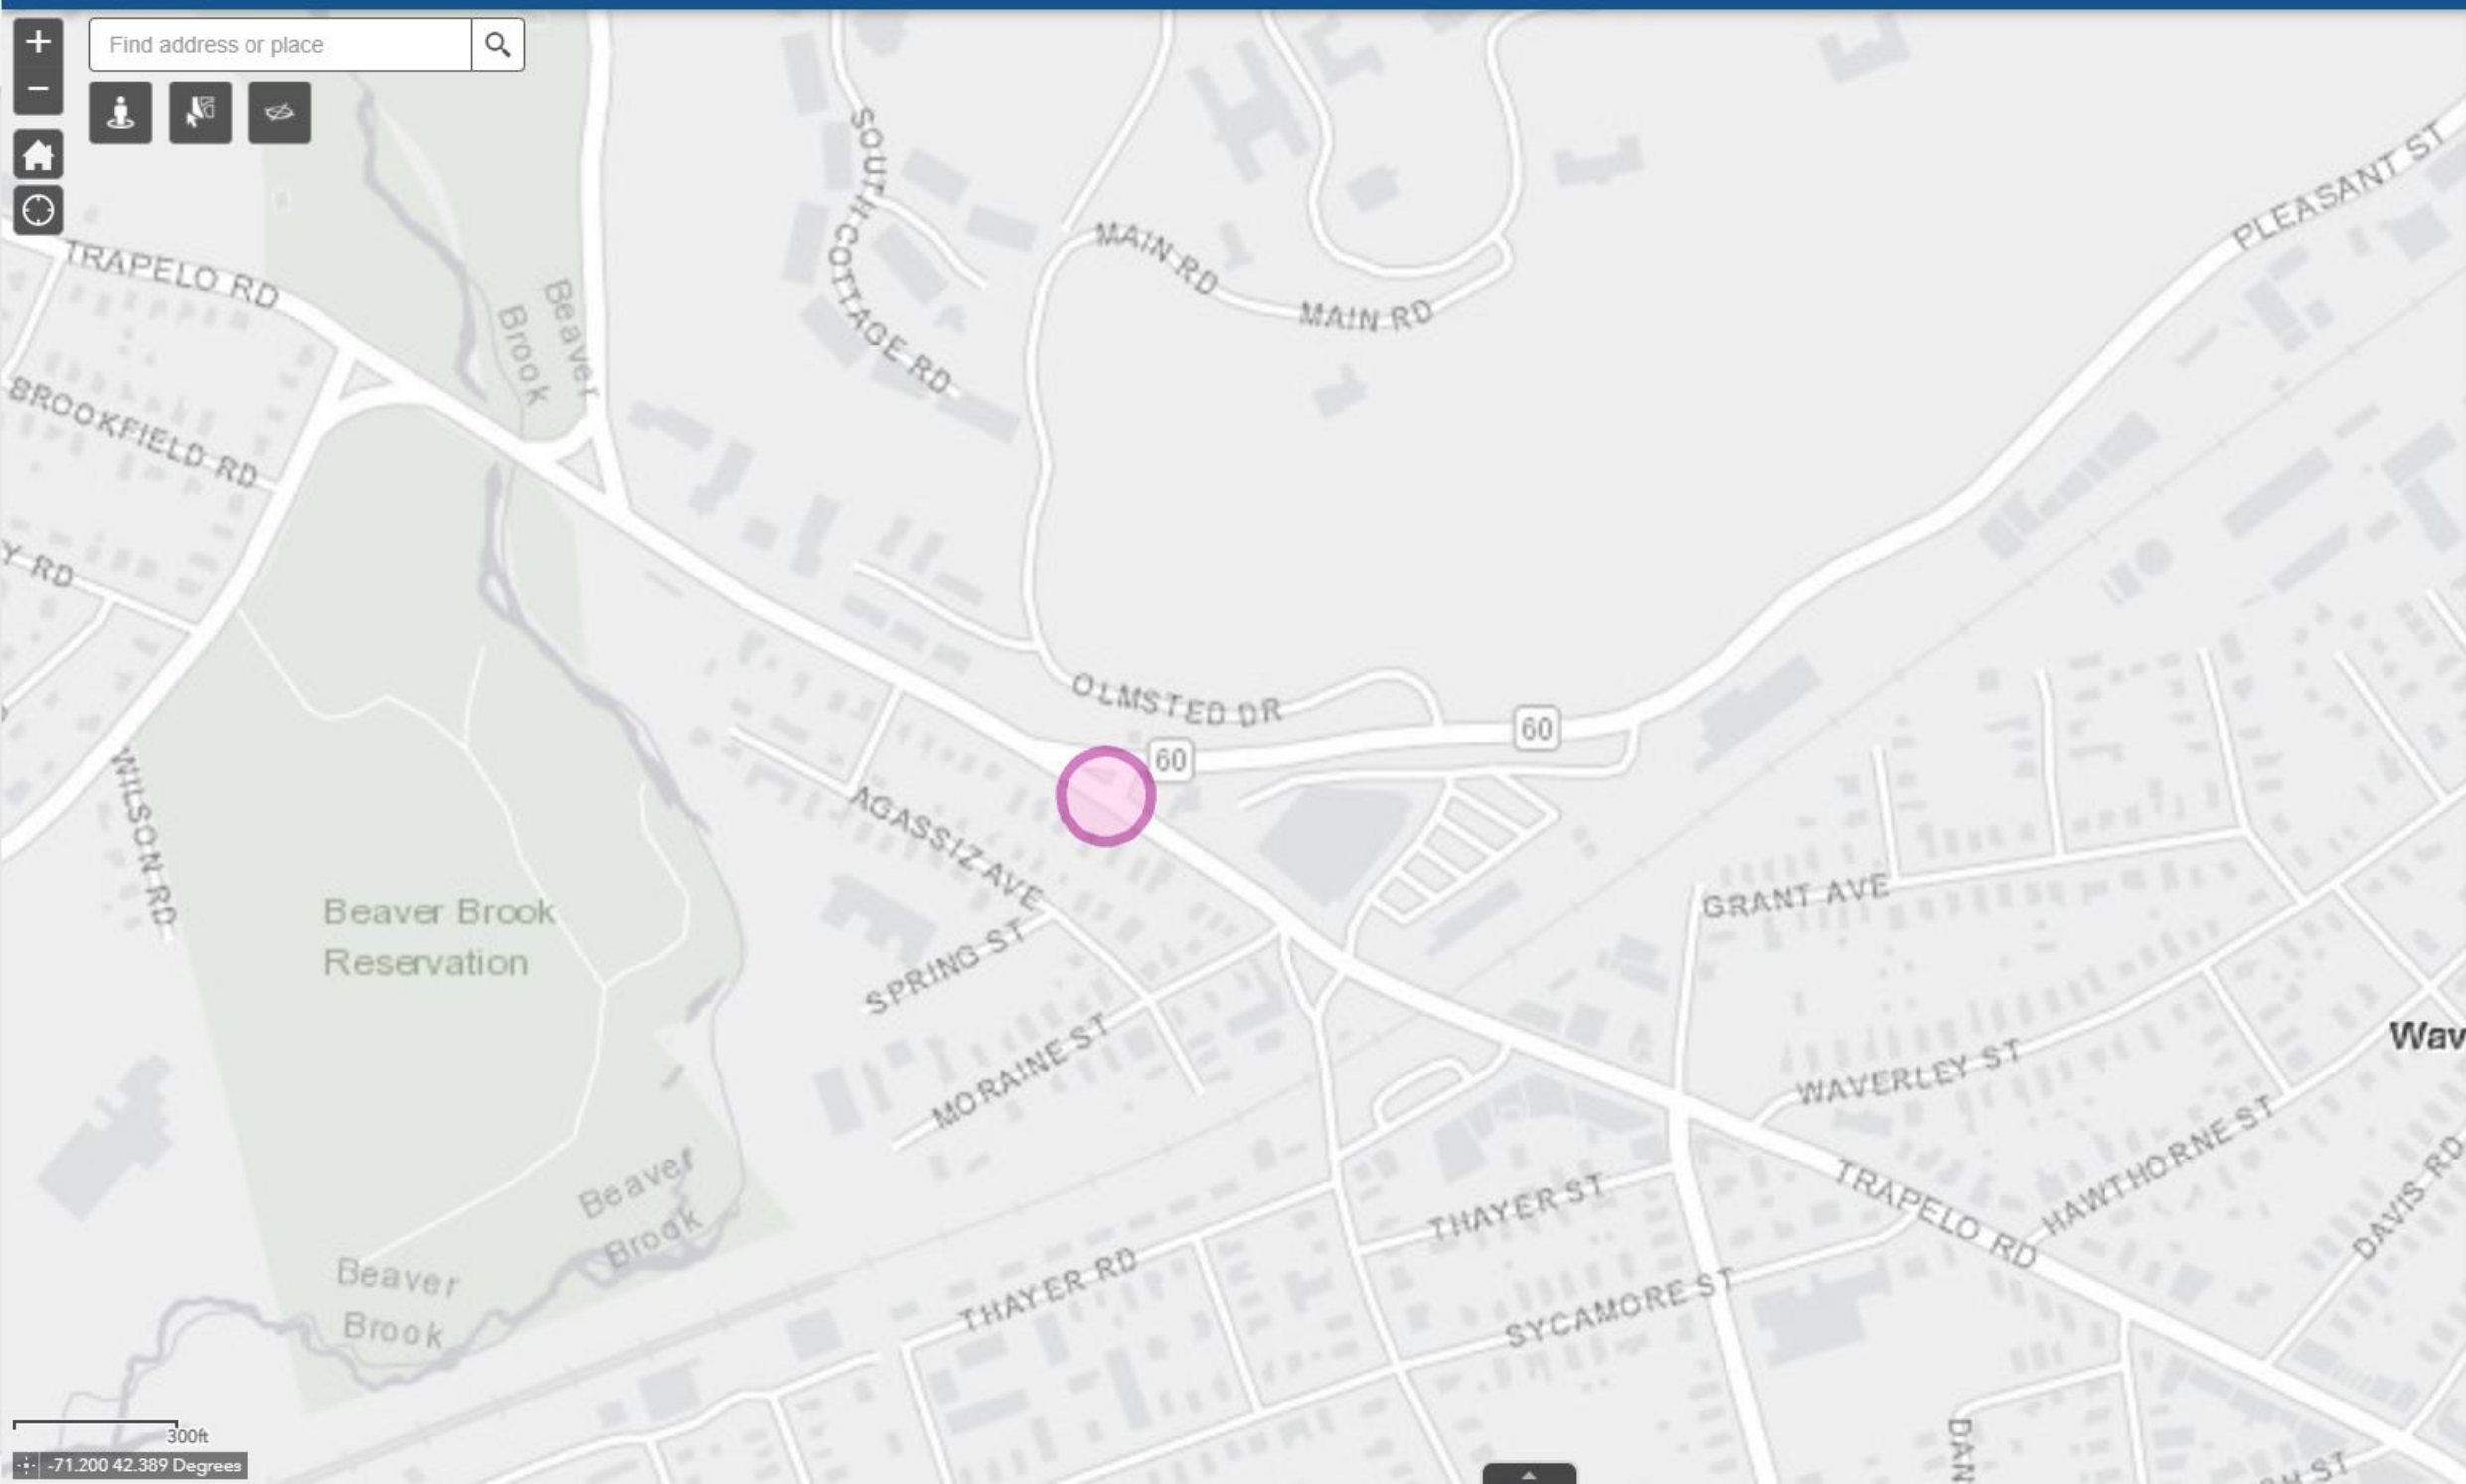 Find address or place
SOUTH COTTAGE RD
MAIN RD
MAIN RD
PLEASANT ST
TRAPELO RD
Beaver
Brook
BROOKFIELD RD
Y RD
OLMSTED DR
60
60
WILSON RD
AGASSIZ AVE
SPRING ST
MORAINE ST
GRANT AVE
Beaver Brook
Reservation
Wav
WAVERLEY ST
HAWTHORNE ST
DAVIS RD
TRAPELO RD
THAYER ST
THAYER RD
SYCAMORE ST
Beaver
Brook
Beaver
Brook
DAN
ST
300ft
-71.200 42.389 Degrees